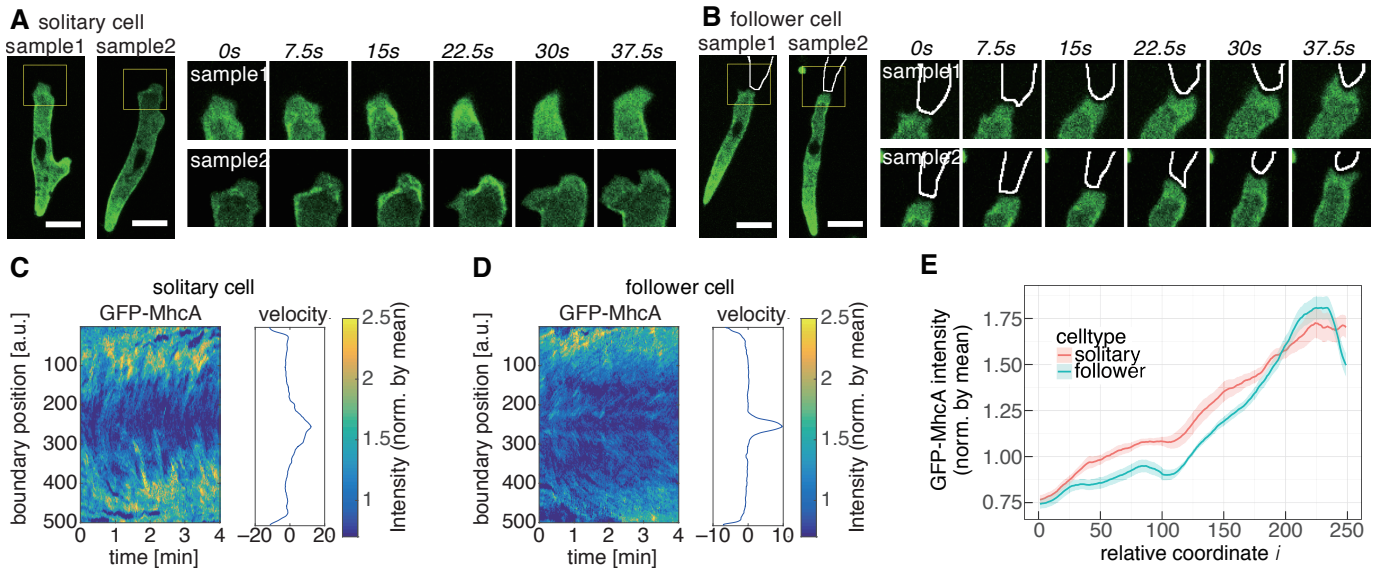 A solitary cell
sample1 sample2
0s 7.5s 15s 22.5s 30s 37.5s
sample1
sample2
B follower cell
sample1 sample2
0s 7.5s 15s 22.5s 30s 37.5s
sample1
sample2
C
solitary cell
GFP-MhcA velocity
boundary position [a.u.]
100
200
300
400
500
0 1 2 3 4
time [min]
−20 0 20
2.5
2
1.5
1
Intensity (norm. by mean)
D
follower cell
GFP-MhcA velocity
boundary position [a.u.]
100
200
300
400
500
0 1 2 3 4
time [min]
−10 0 10
2.5
2
1.5
1
Intensity (norm. by mean)
E
GFP-MhcA intensity
(norm. by mean)
1.75
1.50
1.25
1.00
0.75
celltype
solitary
follower
0 50 100 150 200 250
relative coordinate i